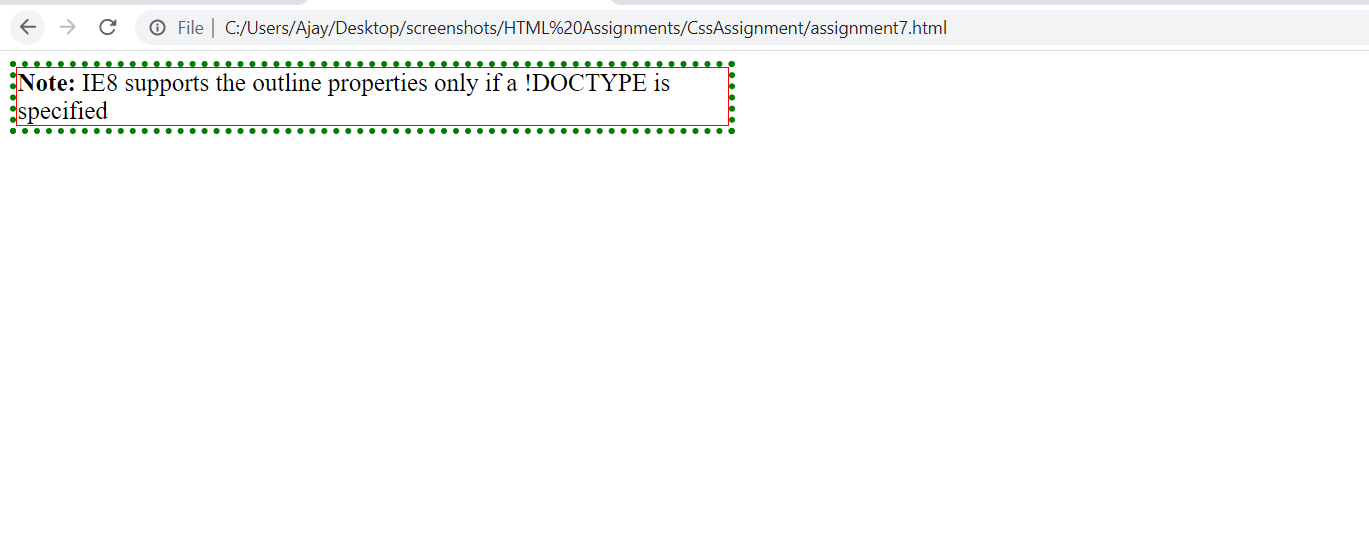 File | C:/Users/Ajay/Desktop/screenshots/HTML%20Assignments/CssAssignment/assignment7.html
Note: IE8 supports the outline properties only if a !DOCTYPE is
specified